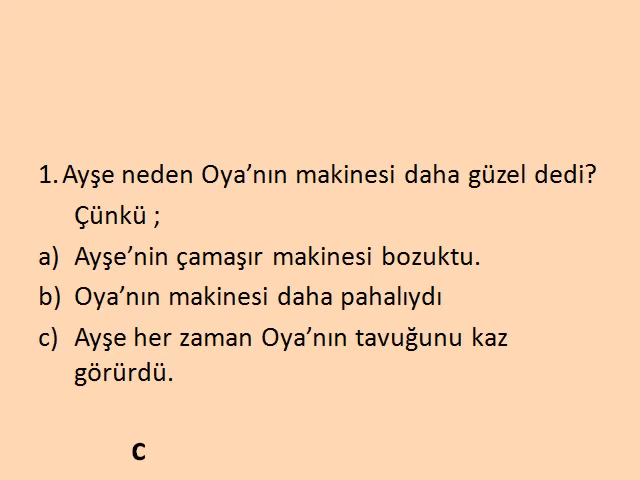 1. Ayşe neden Oya’nın makinesi daha güzel dedi?
Çünkü ;
a) Ayşe’nin çamaşır makinesi bozuktu.
b) Oya’nın makinesi daha pahalıydı
c) Ayşe her zaman Oya’nın tavuğunu kaz
görürdü.
c